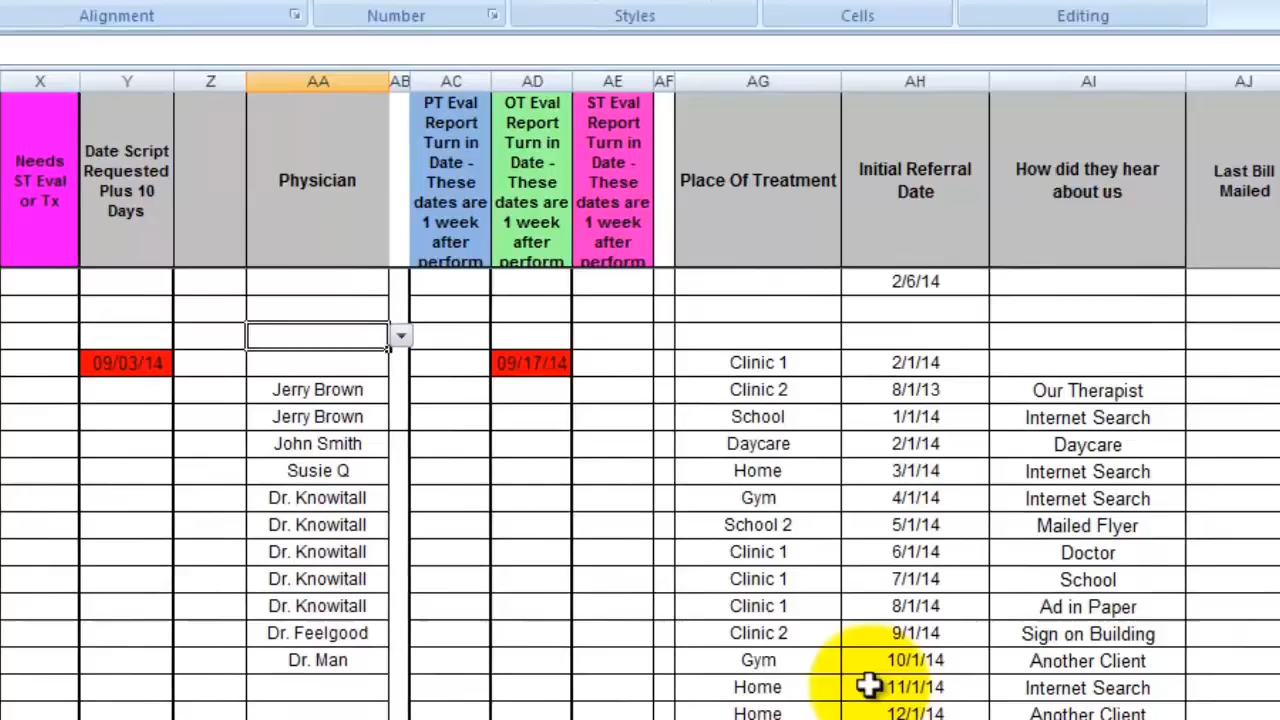 Alignment Number Styles Cells Editing
X Y Z AA AB AC AD AE AF AG AH AI AJ
Needs
ST Eval
or Tx
Date Script
Requested
Plus 10
Days
Physician
PT Eval
Report
Turn in
Date -
These
dates are
1 week
after
perform
OT Eval
Report
Turn in
Date -
These
dates are
1 week
after
perform
ST Eval
Report
Turn in
Date -
These
dates are
1 week
after
perform
Place Of Treatment
Initial Referral
Date
How did they hear
about us
Last Bill
Mailed
2/6/14
09/03/14 09/17/14 Clinic 1 2/1/14
Jerry Brown Clinic 2 8/1/13 Our Therapist
Jerry Brown School 1/1/14 Internet Search
John Smith Daycare 2/1/14 Daycare
Susie Q Home 3/1/14 Internet Search
Dr. Knowitall Gym 4/1/14 Internet Search
Dr. Knowitall School 2 5/1/14 Mailed Flyer
Dr. Knowitall Clinic 1 6/1/14 Doctor
Dr. Knowitall Clinic 1 7/1/14 School
Dr. Knowitall Clinic 1 8/1/14 Ad in Paper
Dr. Feelgood Clinic 2 9/1/14 Sign on Building
Dr. Man Gym 10/1/14 Another Client
Home 11/1/14 Internet Search
Home 12/1/14 Another Client